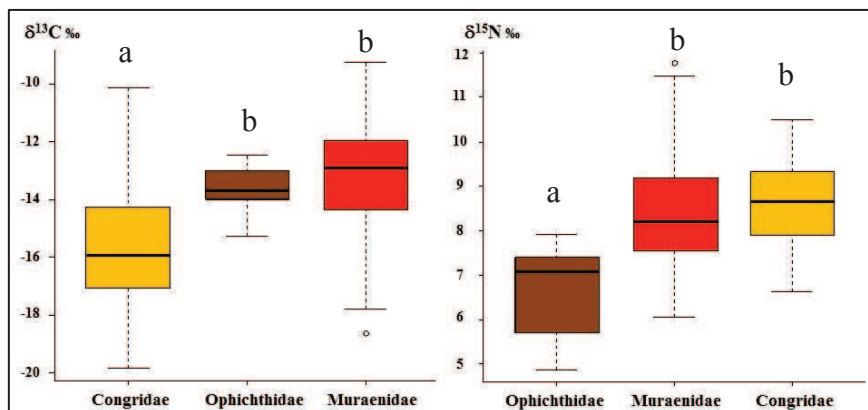 δ¹³C ‰
a
b
b
-10
-12
-14
-16
-18
-20
Congridae Ophichthidae Muraenidae
δ¹⁵N ‰
a
b
b
12
11
10
9
8
7
6
5
Ophichthidae Muraenidae Congridae